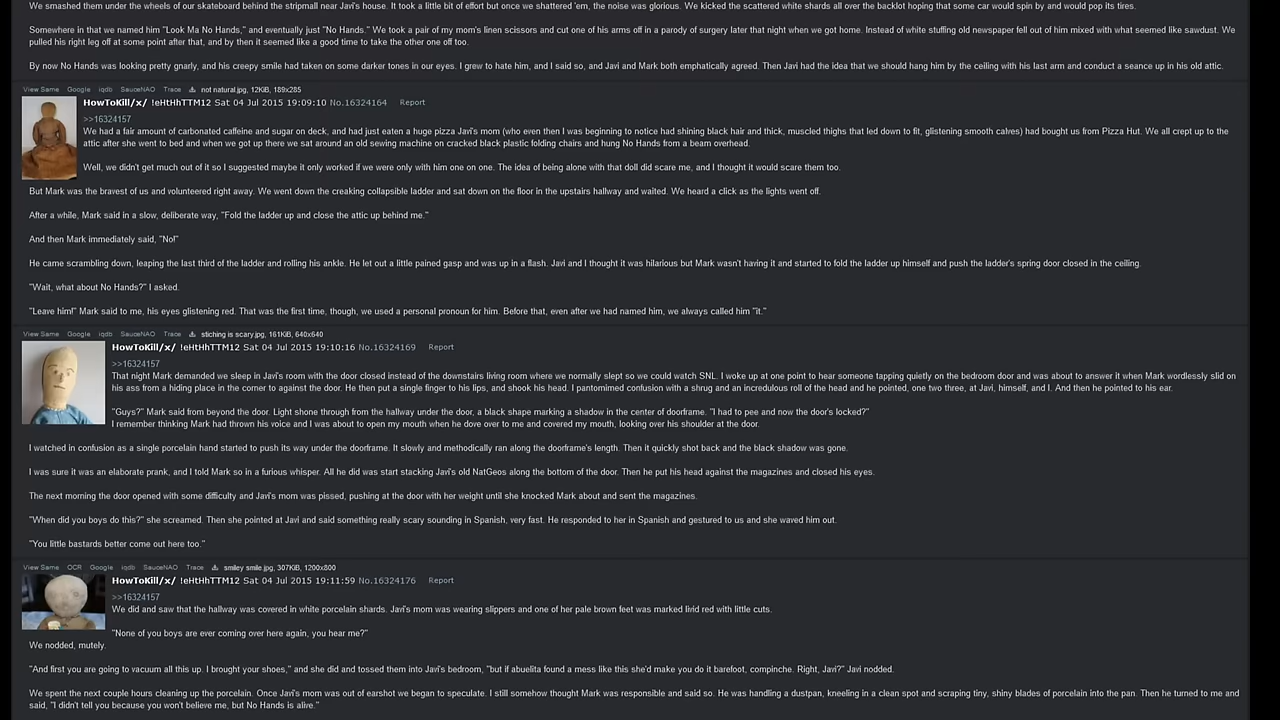 We smashed them under the wheels of our skateboard behind the stripmall near Javi's house. It took a little bit of effort but once we shattered 'em, the noise was glorious. We kicked the scattered white shards all over the backlot hoping that some car would spin by and would pop its tires.
Somewhere in that we named him "Look Ma No Hands," and eventually just "No Hands." We took a pair of my mom's linen scissors and cut one of his arms off in a parody of surgery later that night when we got home. Instead of white stuffing old newspaper fell out of him mixed with what seemed like sawdust. We
pulled his right leg off at some point after that, and by then it seemed like a good time to take the other one off too.
By now No Hands was looking pretty gnarly, and his creepy smile had taken on some darker tones in our eyes. I grew to hate him, and I said so, and Javi and Mark both emphatically agreed. Then Javi had the idea that we should hang him by the ceiling with his last arm and conduct a seance up in his old attic.
View Same Google iqdb SauceNAO Trace not natural.jpg, 12KiB, 189x285
HowToKill/x/ !eHtHhTTM12 Sat 04 Jul 2015 19:09:10 No.16324164 Report
>>16324157
We had a fair amount of carbonated caffeine and sugar on deck, and had just eaten a huge pizza Javi's mom (who even then I was beginning to notice had shining black hair and thick, muscled thighs that led down to fit, glistening smooth calves) had bought us from Pizza Hut. We all crept up to the
attic after she went to bed and when we got up there we sat around an old sewing machine on cracked black plastic folding chairs and hung No Hands from a beam overhead.
Well, we didn't get much out of it so I suggested maybe it only worked if we were only with him one on one. The idea of being alone with that doll did scare me, and I thought it would scare them too.
But Mark was the bravest of us and volunteered right away. We went down the creaking collapsible ladder and sat down on the floor in the upstairs hallway and waited. We heard a click as the lights went off.
After a while, Mark said in a slow, deliberate way, "Fold the ladder up and close the attic up behind me."
And then Mark immediately said, "No!"
He came scrambling down, leaping the last third of the ladder and rolling his ankle. He let out a little pained gasp and was up in a flash. Javi and I thought it was hilarious but Mark wasn't having it and started to fold the ladder up himself and push the ladder's spring door closed in the ceiling.
"Wait, what about No Hands?" I asked.
"Leave him!" Mark said to me, his eyes glistening red. That was the first time, though, we used a personal pronoun for him. Before that, even after we had named him, we always called him "it."
View Same Google iqdb SauceNAO Trace stiching is scary.jpg, 161KiB, 640x640
HowToKill/x/ !eHtHhTTM12 Sat 04 Jul 2015 19:10:16 No.16324169 Report
>>16324157
That night Mark demanded we sleep in Javi's room with the door closed instead of the downstairs living room where we normally slept so we could watch SNL. I woke up at one point to hear someone tapping quietly on the bedroom door and was about to answer it when Mark wordlessly slid on
his ass from a hiding place in the corner to against the door. He then put a single finger to his lips, and shook his head. I pantomimed confusion with a shrug and an incredulous roll of the head and he pointed, one two three, at Javi, himself, and I. And then he pointed to his ear.
"Guys?" Mark said from beyond the door. Light shone through from the hallway under the door, a black shape marking a shadow in the center of doorframe. "I had to pee and now the door's locked?"
I remember thinking Mark had thrown his voice and I was about to open my mouth when he dove over to me and covered my mouth, looking over his shoulder at the door.
I watched in confusion as a single porcelain hand started to push its way under the doorframe. It slowly and methodically ran along the doorframe's length. Then it quickly shot back and the black shadow was gone.
I was sure it was an elaborate prank, and I told Mark so in a furious whisper. All he did was start stacking Javi's old NatGeos along the bottom of the door. Then he put his head against the magazines and closed his eyes.
The next morning the door opened with some difficulty and Javi's mom was pissed, pushing at the door with her weight until she knocked Mark about and sent the magazines.
"When did you boys do this?" she screamed. Then she pointed at Javi and said something really scary sounding in Spanish, very fast. He responded to her in Spanish and gestured to us and she waved him out.
"You little bastards better come out here too."
View Same OCR Google iqdb SauceNAO Trace smiley smile.jpg, 307KiB, 1200x800
HowToKill/x/ !eHtHhTTM12 Sat 04 Jul 2015 19:11:59 No.16324176 Report
>>16324157
We did and saw that the hallway was covered in white porcelain shards. Javi's mom was wearing slippers and one of her pale brown feet was marked livid red with little cuts.
"None of you boys are ever coming over here again, you hear me?"
We nodded, mutely.
"And first you are going to vacuum all this up. I brought your shoes," and she did and tossed them into Javi's bedroom, "but if abuelita found a mess like this she'd make you do it barefoot, compinche. Right, Javi?" Javi nodded.
We spent the next couple hours cleaning up the porcelain. Once Javi's mom was out of earshot we began to speculate. I still somehow thought Mark was responsible and said so. He was handling a dustpan, kneeling in a clean spot and scraping tiny, shiny blades of porcelain into the pan. Then he turned to me and
said, "I didn't tell you because you won't believe me, but No Hands is alive."